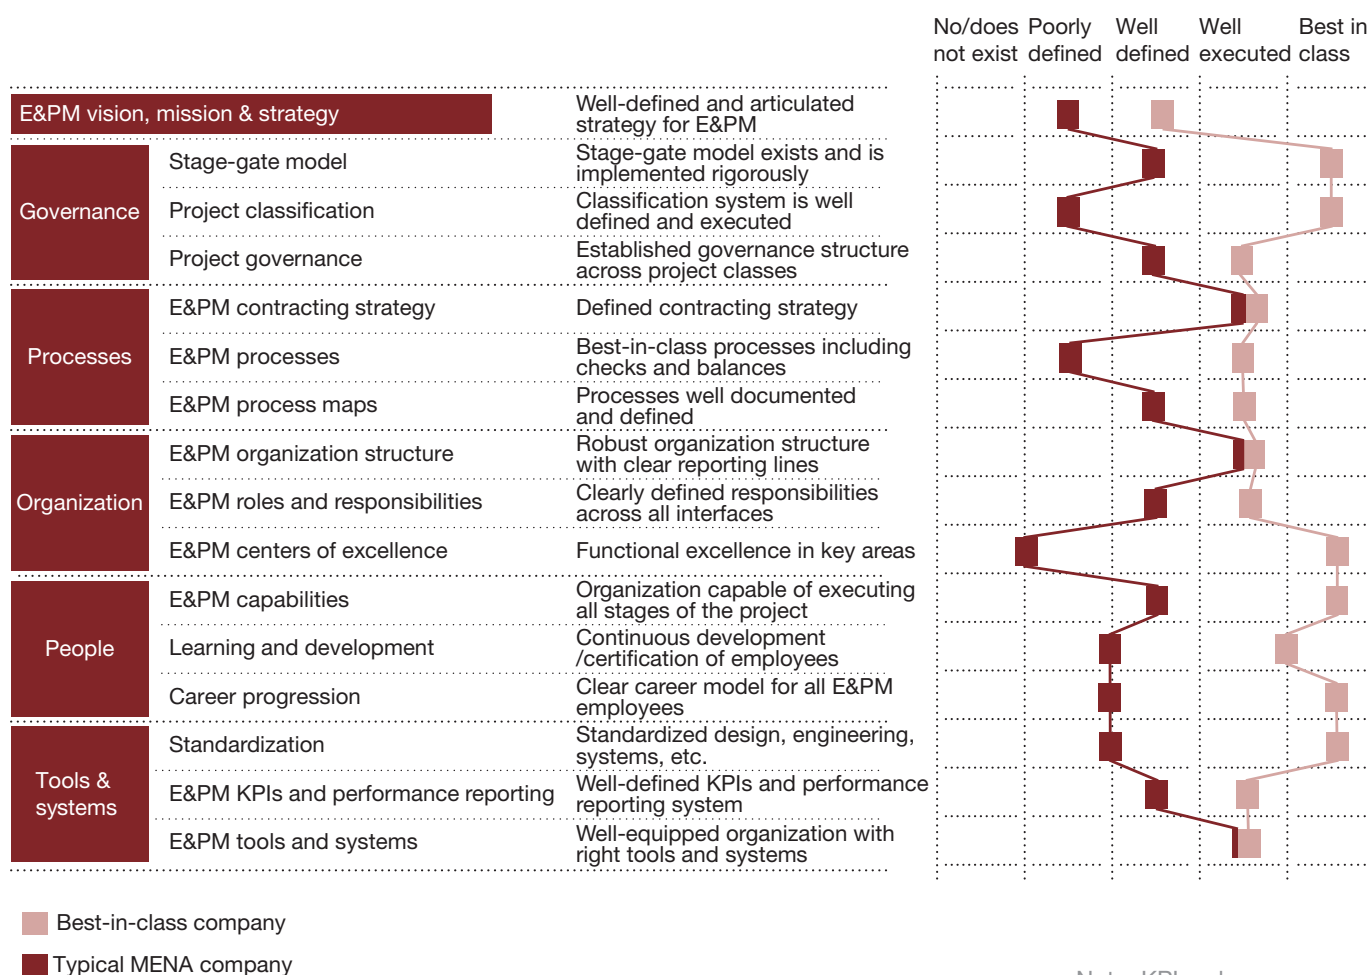 No/does Poorly Well Well Best in
not exist defined defined executed class
E&PM vision, mission & strategy
Well-defined and articulated
strategy for E&PM
Governance
Stage-gate model
Stage-gate model exists and is
implemented rigorously
Project classification
Classification system is well
defined and executed
Project governance
Established governance structure
across project classes
Processes
E&PM contracting strategy
Defined contracting strategy
E&PM processes
Best-in-class processes including
checks and balances
E&PM process maps
Processes well documented
and defined
Organization
E&PM organization structure
Robust organization structure
with clear reporting lines
E&PM roles and responsibilities
Clearly defined responsibilities
across all interfaces
E&PM centers of excellence
Functional excellence in key areas
People
E&PM capabilities
Organization capable of executing
all stages of the project
Learning and development
Continuous development
/certification of employees
Career progression
Clear career model for all E&PM
employees
Tools &
systems
Standardization
Standardized design, engineering,
systems, etc.
E&PM KPIs and performance reporting
Well-defined KPIs and performance
reporting system
E&PM tools and systems
Well-equipped organization with
right tools and systems
Best-in-class company
Typical MENA company